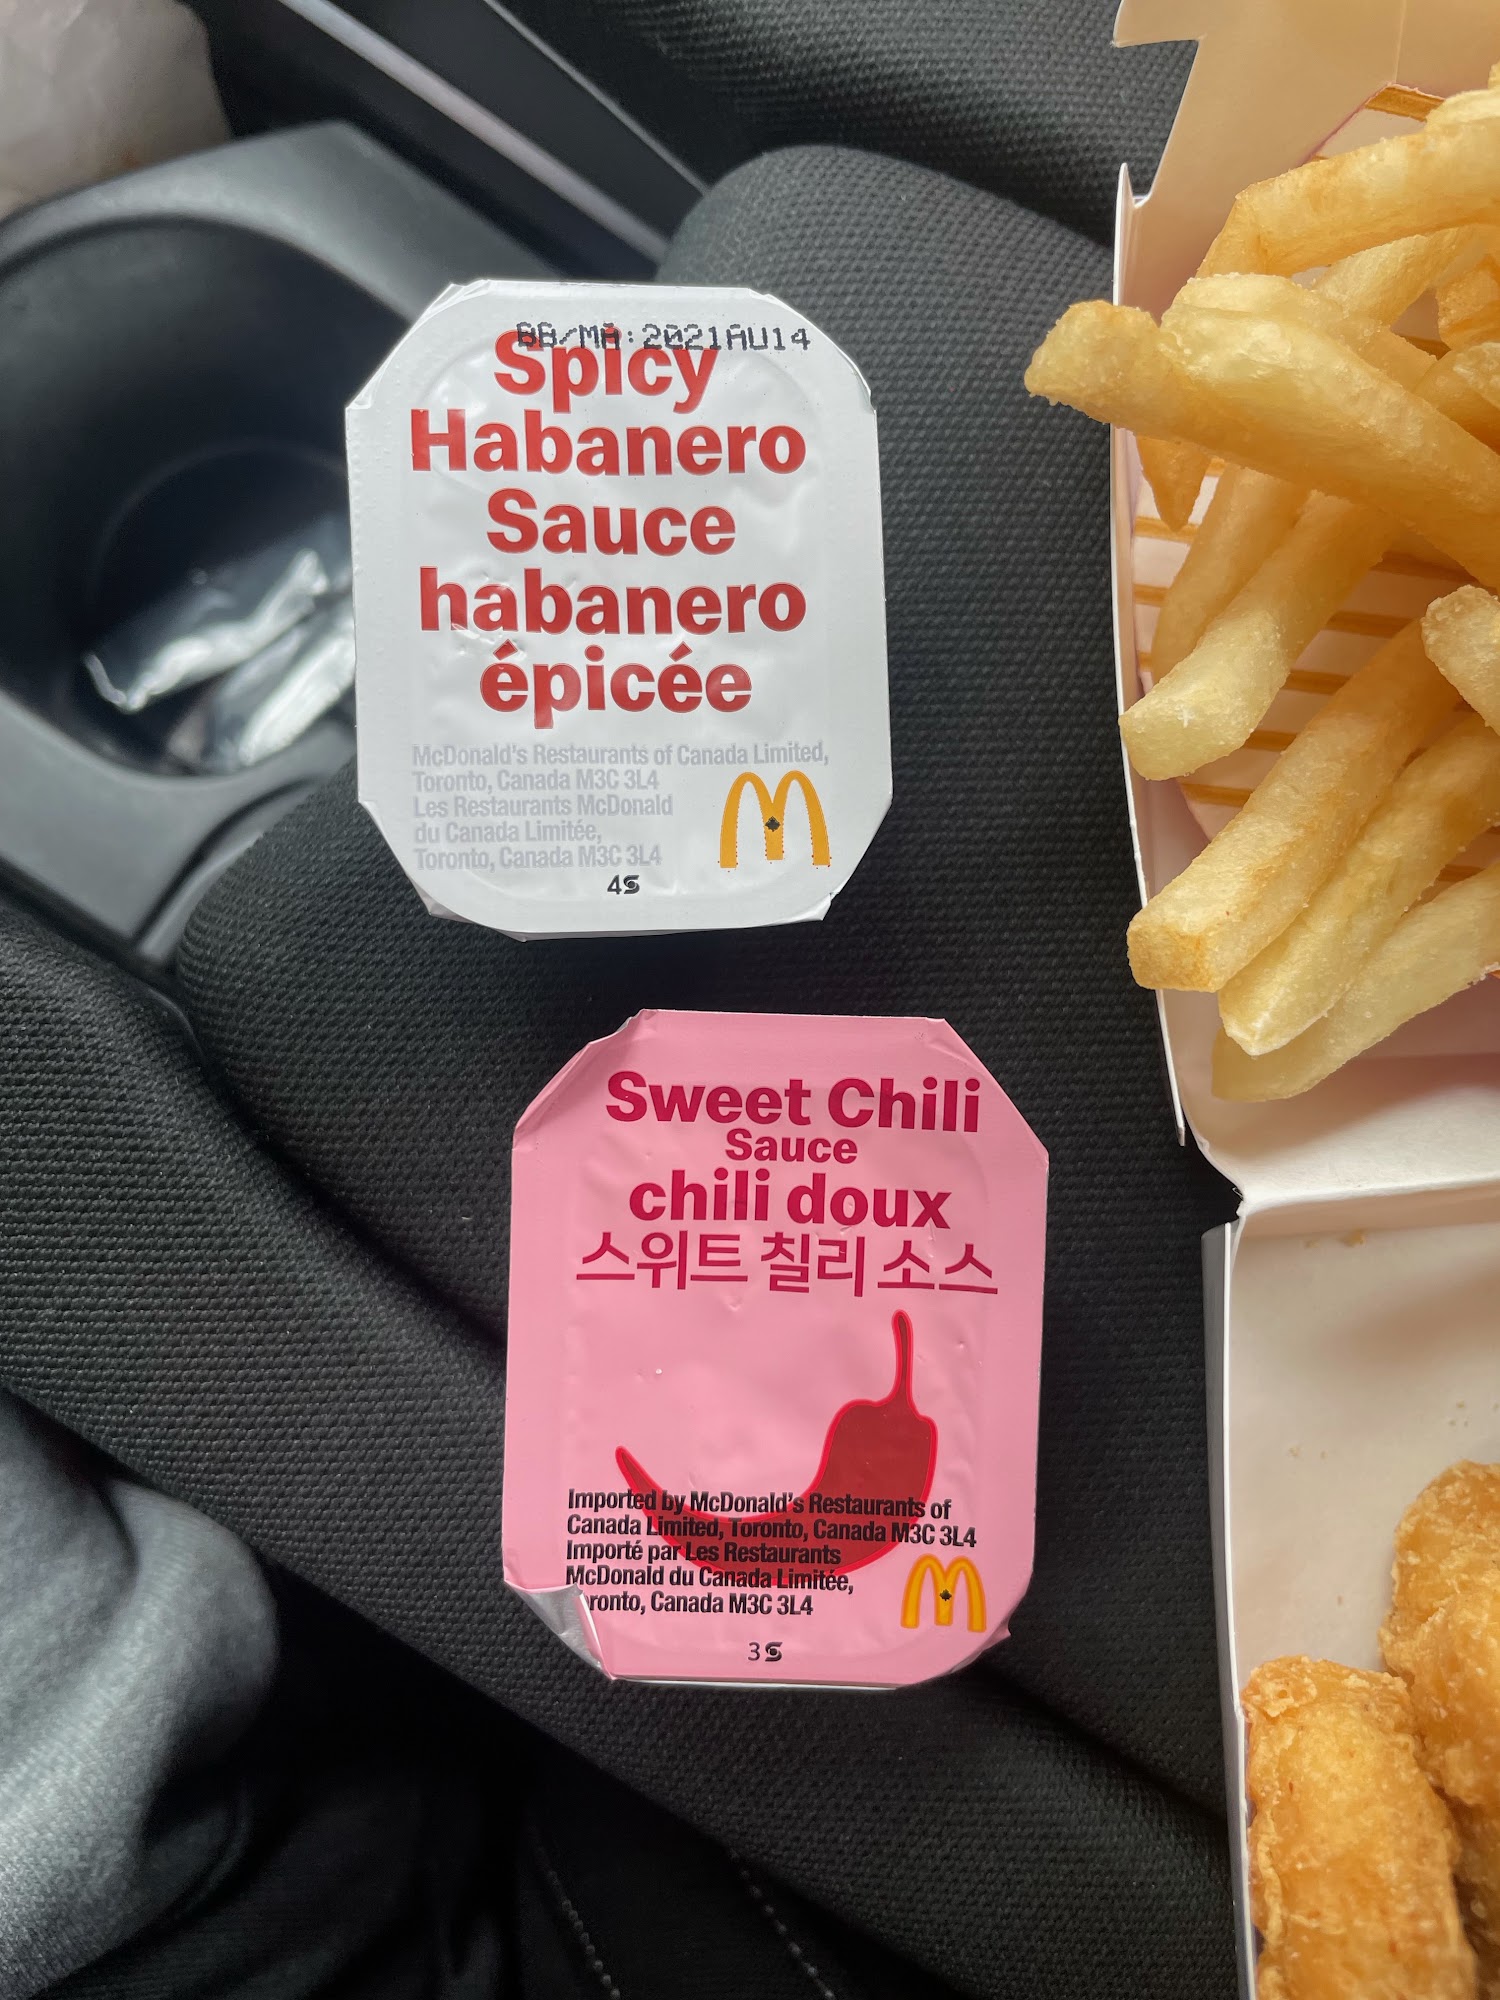 BB/MA:2021AU14
Spicy
Habanero
Sauce
habanero
épicée
McDonald's Restaurants of Canada Limited,
Toronto, Canada M3C 3L4
Les Restaurants McDonald
du Canada Limitée,
Toronto, Canada M3C 3L4
4S
Sweet Chili
Sauce
chili doux
스위트 칠리 소스
Imported by McDonald's Restaurants of
Canada Limited, Toronto, Canada M3C 3L4
Importé par Les Restaurants
McDonald du Canada Limitée,
oronto, Canada M3C 3L4
3S